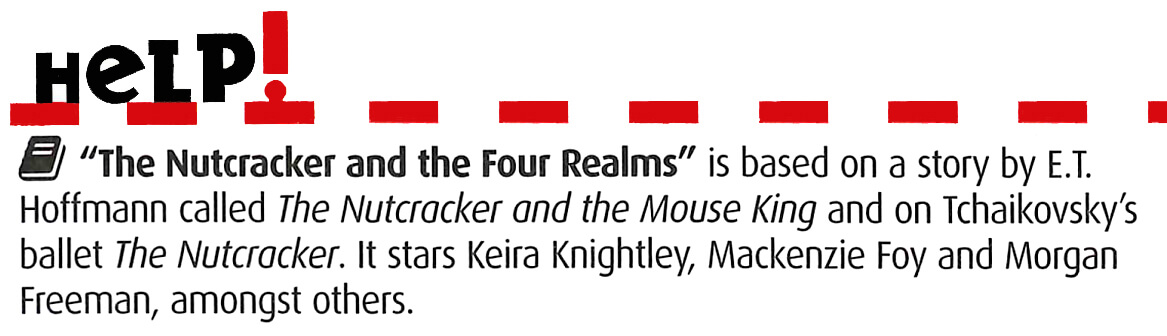 HeLP!
“The Nutcracker and the Four Realms” is based on a story by E.T.
Hoffmann called The Nutcracker and the Mouse King and on Tchaikovsky’s
ballet The Nutcracker. It stars Keira Knightley, Mackenzie Foy and Morgan
Freeman, amongst others.